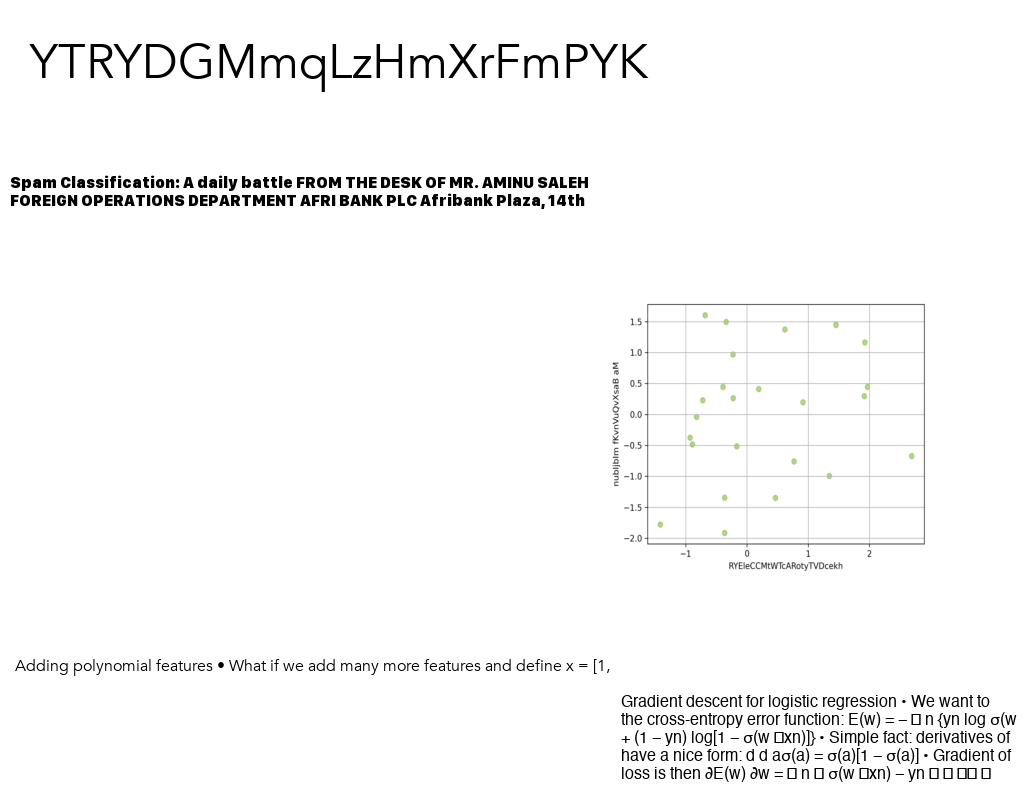 YTRYDGMmqLzHmXrFmPYK
Spam Classification: A daily battle FROM THE DESK OF MR. AMINU SALEH
FOREIGN OPERATIONS DEPARTMENT AFRI BANK PLC Afribank Plaza, 14th
nubIjbIm fKvnVuQvXsaB aM
1.5
1.0
0.5
0.0
−0.5
−1.0
−1.5
−2.0
−1 0 1 2
RYEleCCMtWTcARotyTVDcekh
Adding polynomial features • What if we add many more features and define x = [1,
Gradient descent for logistic regression • We want to
the cross-entropy error function: E(w) = – □ n {yn log σ(w
+ (1 – yn) log[1 – σ(w □xn)]} • Simple fact: derivatives of
have a nice form: d d aσ(a) = σ(a)[1 – σ(a)] • Gradient of
loss is then ∂E(w) ∂w = □ n □ σ(w □xn) – yn □ □ □□ □